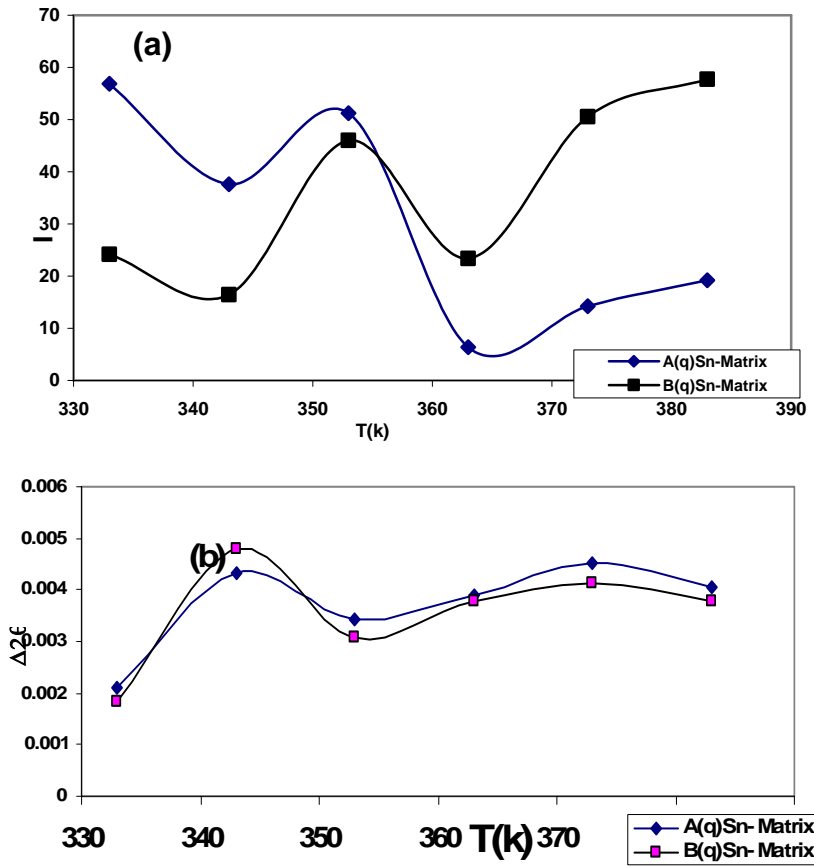 70
(a)
60
50
40
I
30
20
10
A(q)Sn-Matrix
B(q)Sn-Matrix
0
330 340 350 360 370 380 390
T(k)
0.006
0.005
(b)
0.004
Δ2θ
0.003
0.002
0.001
0
330 340 350 360 T(k) 370
A(q)Sn- Matrix
B(q)Sn- Matrix